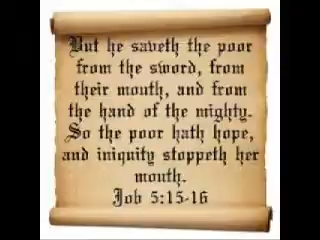 But he saveth the poor
from the sword, from
their mouth, and from
the hand of the mighty.
So the poor hath hope,
and iniquity stoppeth her
mouth.
Job 5:15-16